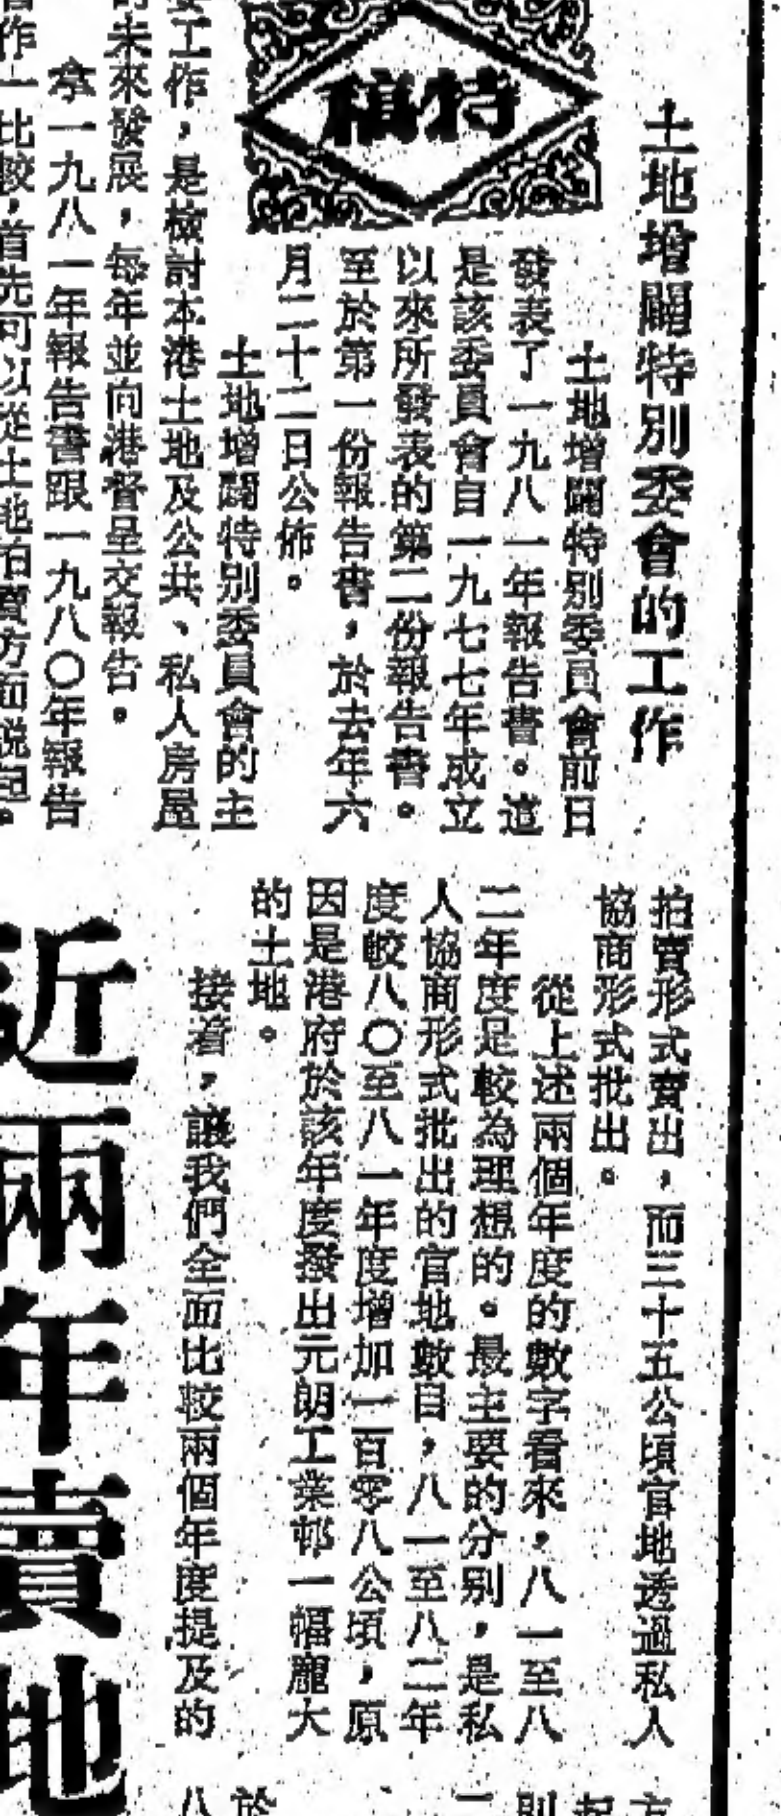 特稿
土地增闢特別委會的工作
土地增闢特別委員會前日
發表了一九八一年報告書。這
是該委員會自一九七七年成立
以來所發表的第二份報告書。
至於第一份報告書，於去年六
月二十二日公佈。
土地增闢特別委員會的主
要工作，是檢討本港土地及公共、私人房屋
的未來發展，每年並向港督呈交報告。
拿一九八一年報告書跟一九八〇年報告
書作一比較，首先可以從土地拍賣方面說起。
拍賣形式賣出，而三十五公頃官地透過私人
協商形式批出。
從上述兩個年度的數字看來，八一至八
二年度是較為理想的。最主要的分別，是私
人協商形式批出的官地數目，八一至八二年
度較八〇至八一年度增加一百零八公頃，原
因是港府於該年度撥出元朗工業邨一幅龐大
的土地。
接着，讓我們全面比較兩個年度提及的
近兩年賣地